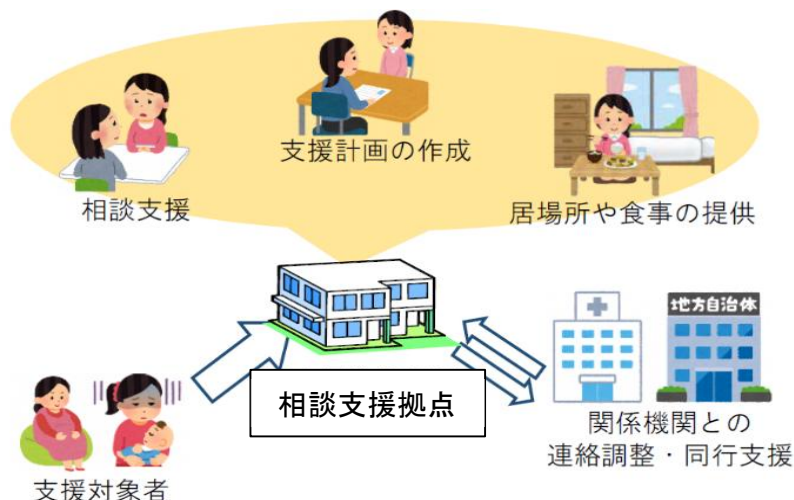 支援計画の作成
相談支援
居場所や食事の提供
地方自治体
相談支援拠点
関係機関との
連絡調整・同行支援
支援対象者